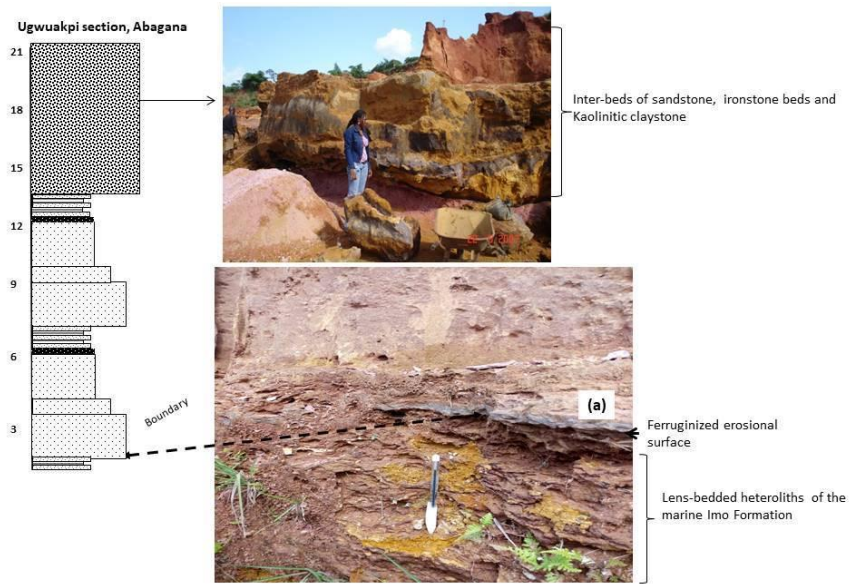 Ugwuakpi section, Abagana
21
18
15
12
9
6
3
Inter-beds of sandstone, ironstone beds and
Kaolinitic claystone
Boundary
(a)
Ferruginized erosional
surface
Lens-bedded heteroliths of the
marine Imo Formation